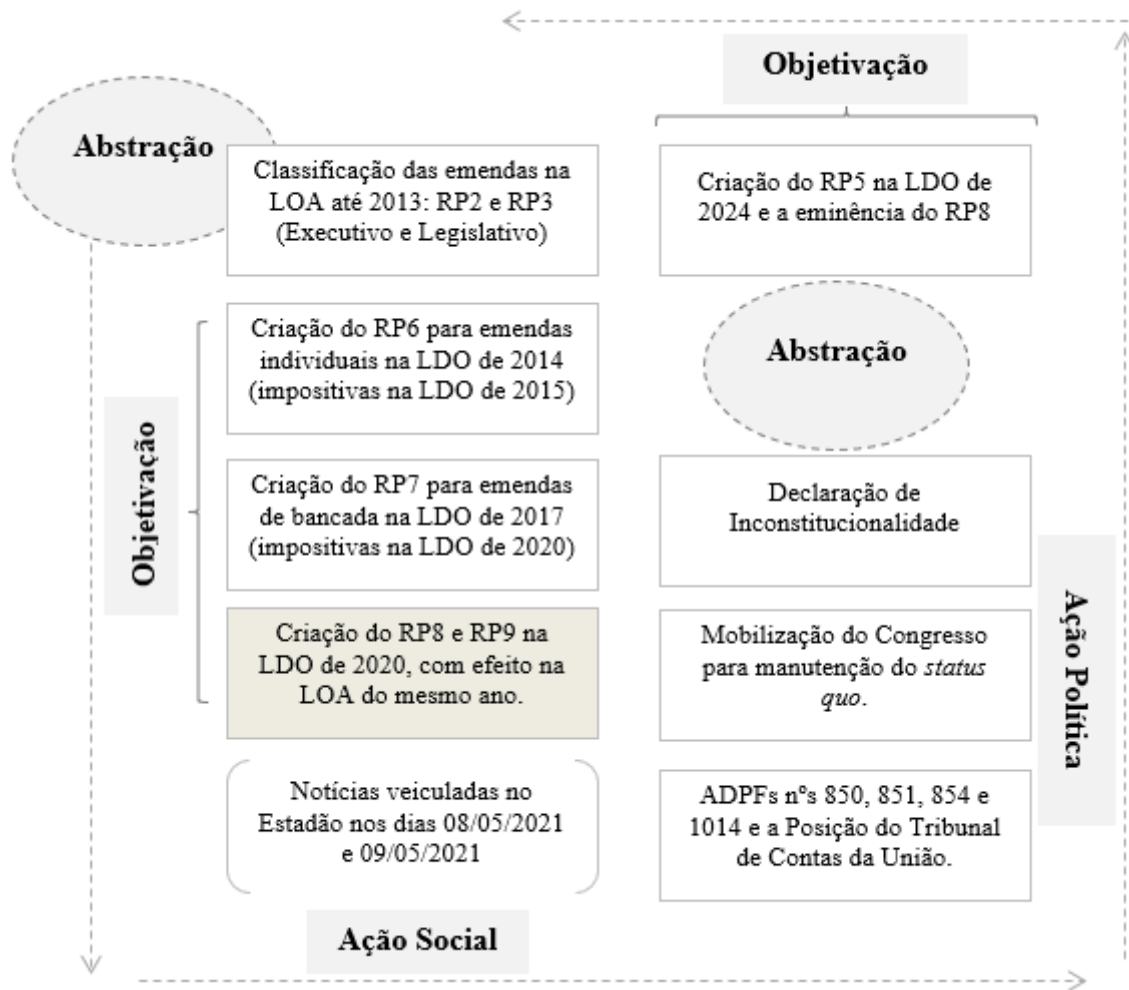 Abstração
Classificação das emendas na
LOA até 2013: RP2 e RP3
(Executivo e Legislativo)
Objetivação
Criação do RP6 para emendas
individuais na LDO de 2014
(impositivas na LDO de 2015)
Criação do RP7 para emendas
de bancada na LDO de 2017
(impositivas na LDO de 2020)
Criação do RP8 e RP9 na
LDO de 2020, com efeito na
LOA do mesmo ano.
Notícias veiculadas no
Estadão nos dias 08/05/2021
e 09/05/2021
Ação Social
ADPFs nºs 850, 851, 854 e
1014 e a Posição do Tribunal
de Contas da União.
Mobilização do Congresso
para manutenção do status
quo.
Ação Política
Declaração de
Inconstitucionalidade
Abstração
Criação do RP5 na LDO de
2024 e a eminência do RP8
Objetivação